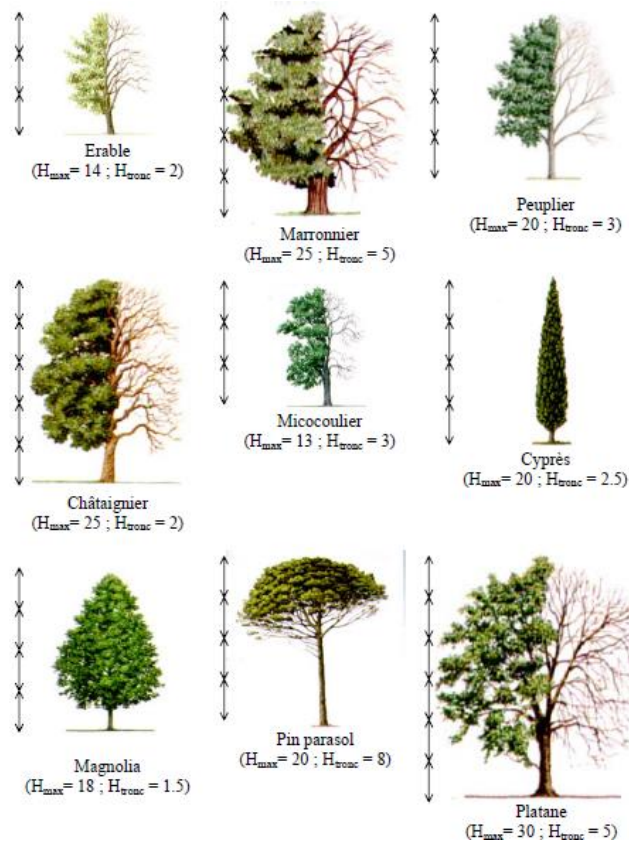 Erable
(Hmax= 14 ; Htronc = 2)
Marronnier
(Hmax= 25 ; Htronc = 5)
Peuplier
(Hmax= 20 ; Htronc = 3)
Châtaignier
(Hmax= 25 ; Htronc = 2)
Micocoulier
(Hmax= 13 ; Htronc = 3)
Cyprès
(Hmax= 20 ; Htronc = 2.5)
Magnolia
(Hmax= 18 ; Htronc = 1.5)
Pin parasol
(Hmax= 20 ; Htronc = 8)
Platane
(Hmax= 30 ; Htronc = 5)